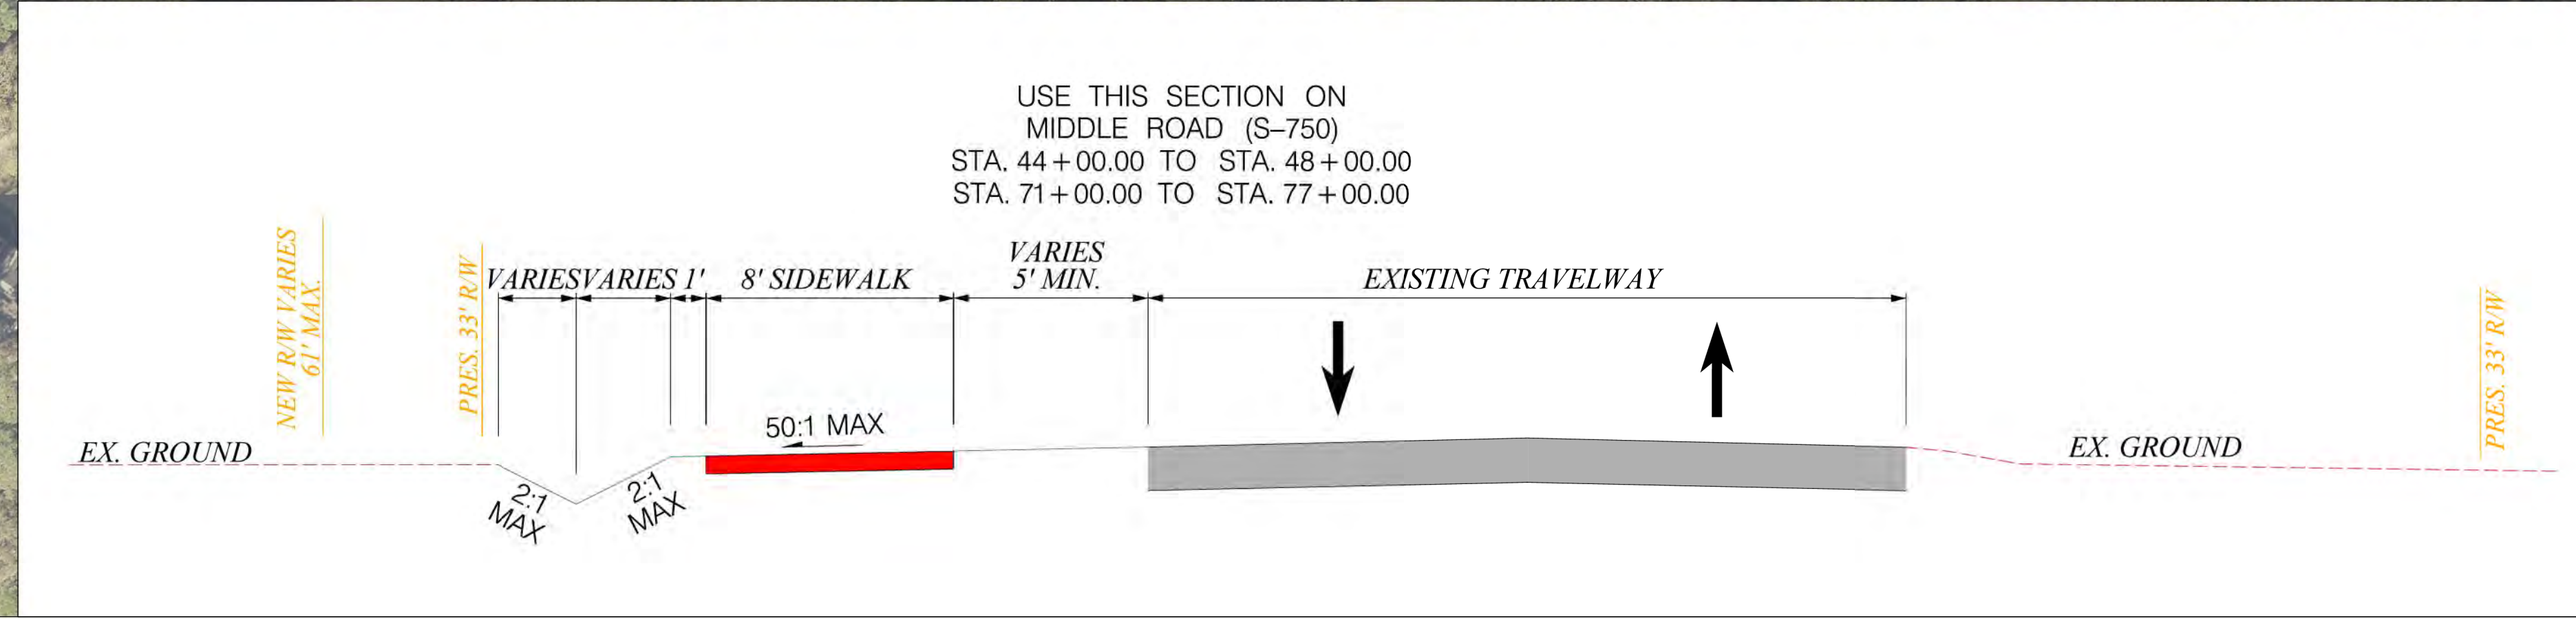 USE THIS SECTION ON
MIDDLE ROAD (S–750)
STA. 44+00.00 TO STA. 48+00.00
STA. 71+00.00 TO STA. 77+00.00
NEW R/W VARIES
61' MAX.
PRES. 33' R/W
VARIES
VARIES
1'
8' SIDEWALK
VARIES
5' MIN.
EXISTING TRAVELWAY
PRES. 33' R/W
50:1 MAX
EX. GROUND
EX. GROUND
2:1
MAX
2:1
MAX